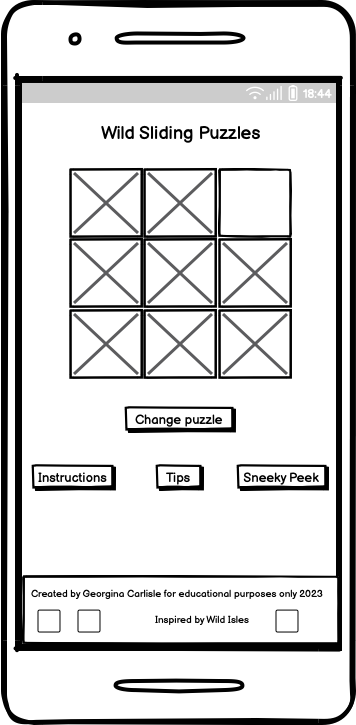 18:44
Wild Sliding Puzzles
Change puzzle
Instructions
Tips
Sneeky Peek
Created by Georgina Carlisle for educational purposes only 2023
Inspired by Wild Isles